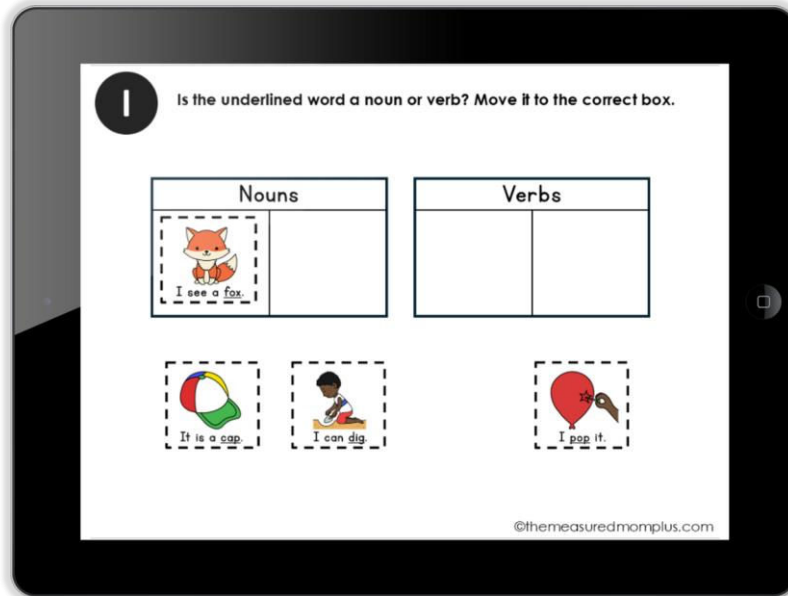 1
Is the underlined word a noun or verb? Move it to the correct box.
Nouns
Verbs
I see a fox.
It is a cap.
I can dig.
I pop it.
©themeasuredmomplus.com